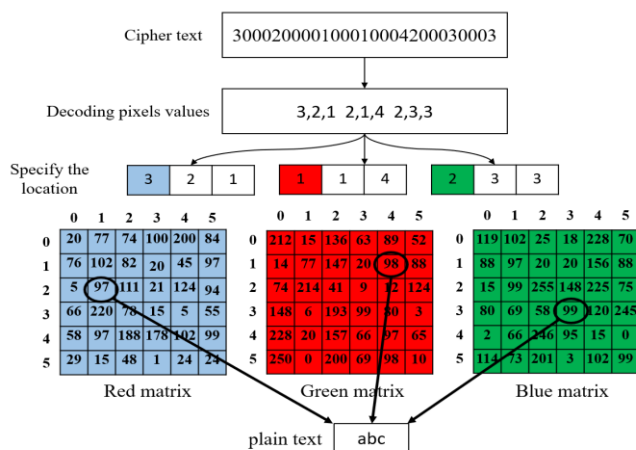 Cipher text
300020000100010004200030003
Decoding pixels values
3,2,1 2,1,4 2,3,3
Specify the location
3 2 1 1 1 4 2 3 3
0 1 2 3 4 5
0 20 77 74 100 200 84
1 76 102 82 20 45 97
2 5 97 111 21 124 94
3 66 220 78 15 5 55
4 58 97 188 178 102 99
5 29 15 48 1 24 24
Red matrix
0 1 2 3 4 5
0 212 15 136 63 89 52
1 14 77 147 20 98 88
2 74 214 41 9 12 124
3 148 6 193 99 80 3
4 228 20 157 66 97 65
5 250 0 200 69 98 10
Green matrix
0 1 2 3 4 5
0 119 102 25 18 228 70
1 88 97 20 20 156 88
2 15 99 255 148 225 75
3 80 69 58 99 120 245
4 2 66 246 95 15 0
5 114 73 201 3 102 99
Blue matrix
plain text
abc